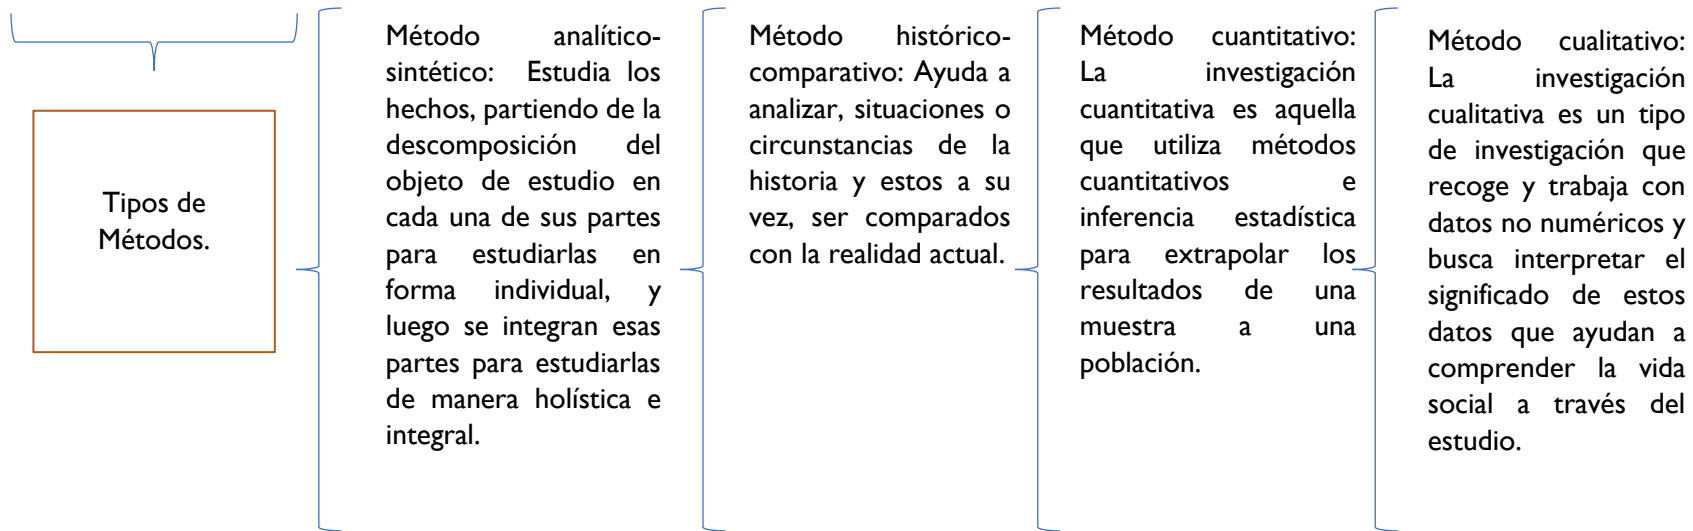 Tipos de
Métodos.
Método analítico-
sintético: Estudia los
hechos, partiendo de la
descomposición del
objeto de estudio en
cada una de sus partes
para estudiarlas en
forma individual, y
luego se integran esas
partes para estudiarlas
de manera holística e
integral.
Método histórico-
comparativo: Ayuda a
analizar, situaciones o
circunstancias de la
historia y estos a su
vez, ser comparados
con la realidad actual.
Método cuantitativo:
La investigación
cuantitativa es aquella
que utiliza métodos
cuantitativos e
inferencia estadística
para extrapolar los
resultados de una
muestra a una
población.
Método cualitativo:
La investigación
cualitativa es un tipo
de investigación que
recoge y trabaja con
datos no numéricos y
busca interpretar el
significado de estos
datos que ayudan a
comprender la vida
social a través del
estudio.